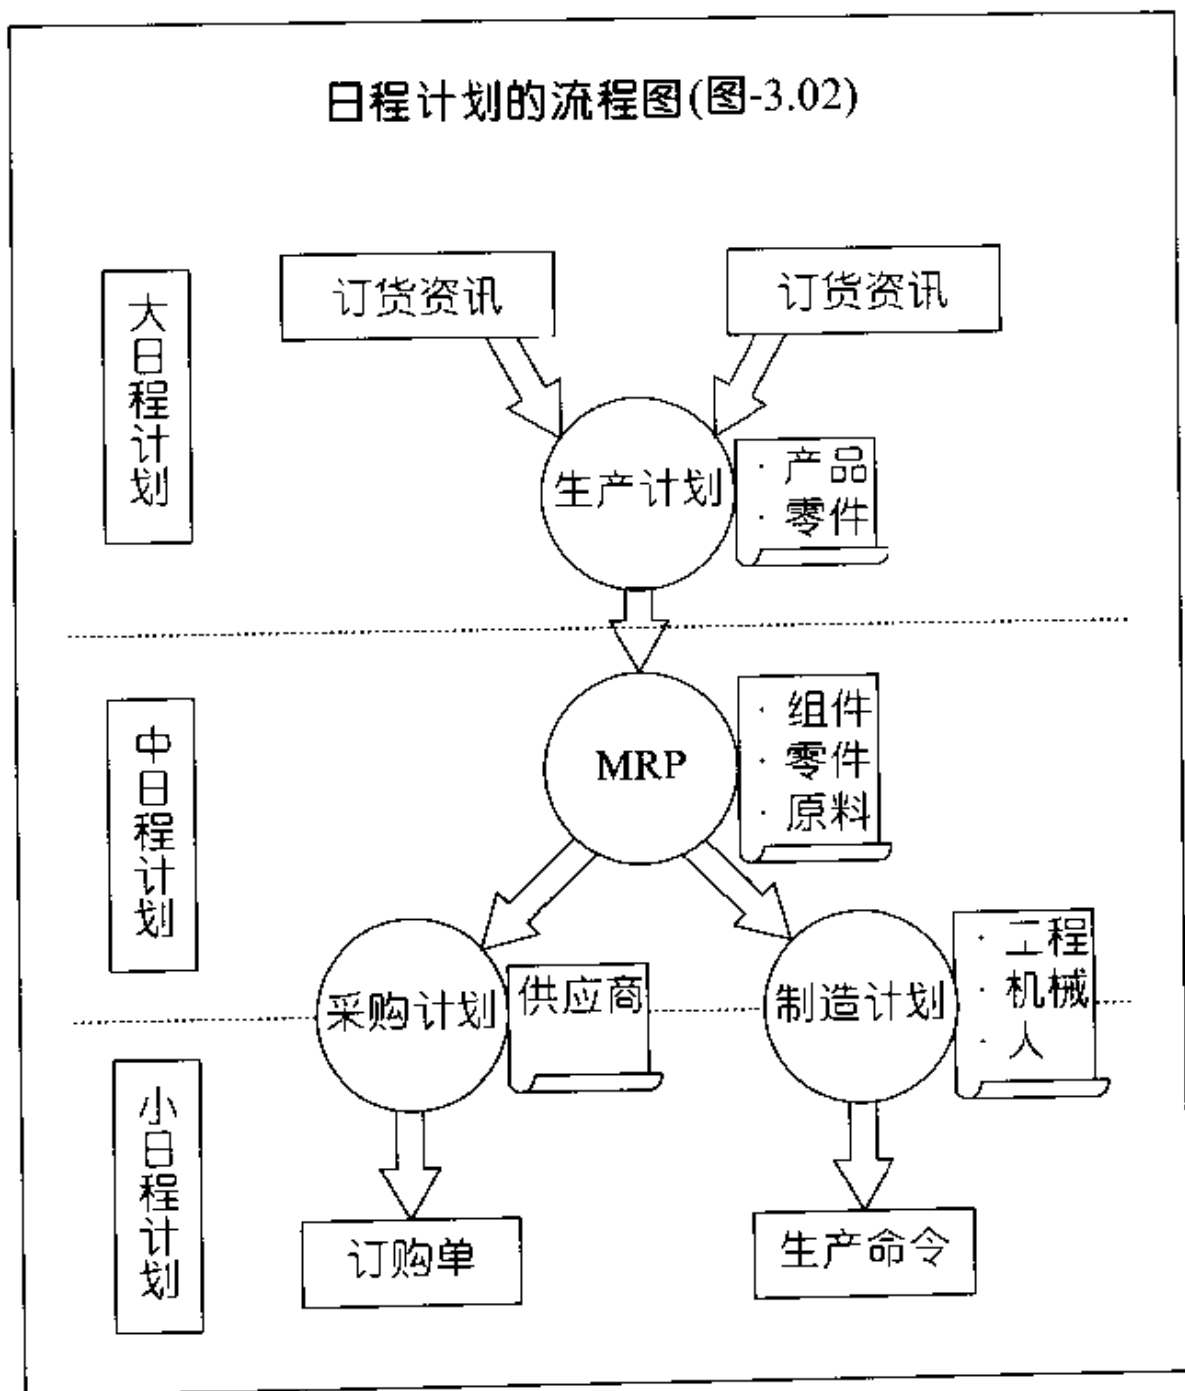 日程计划的流程图(图-3.02)
大日程计划
订货资讯
订货资讯
生产计划
· 产品
· 零件
中日程计划
MRP
· 组件
· 零件
· 原料
采购计划
供应商
制造计划
· 工程
· 机械
· 人
小日程计划
订购单
生产命令